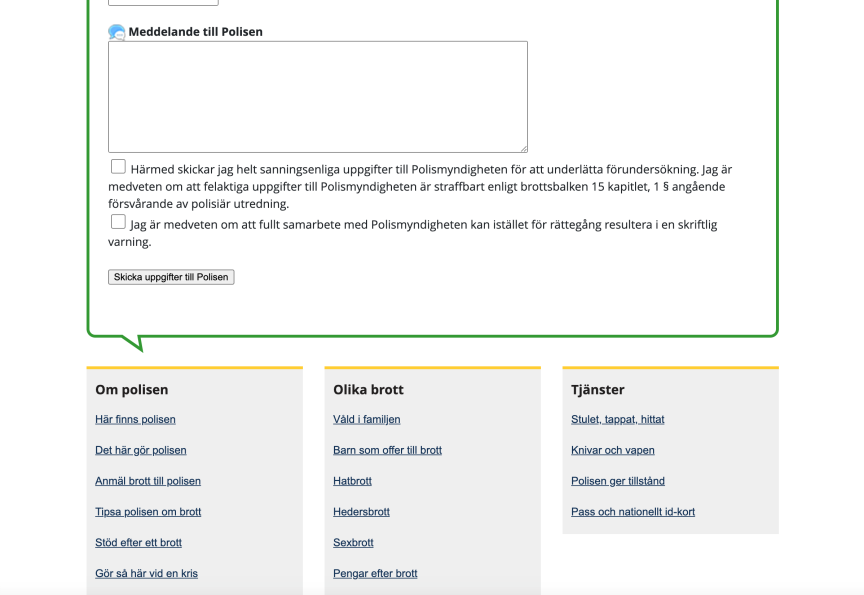 Meddelande till Polisen
Härmed skickar jag helt sanningsenliga uppgifter till Polismyndigheten för att underlätta förundersökning. Jag är
medveten om att felaktiga uppgifter till Polismyndigheten är straffbart enligt brottsbalken 15 kapitlet, 1 § angående
försvårande av polisiär utredning.
Jag är medveten om att fullt samarbete med Polismyndigheten kan istället för rättegång resultera i en skriftlig
varning.
Skicka uppgifter till Polisen
Om polisen
Här finns polisen
Det här gör polisen
Anmäl brott till polisen
Tipsa polisen om brott
Stöd efter ett brott
Gör så här vid en kris
Olika brott
Våld i familjen
Barn som offer till brott
Hatbrott
Hedersbrott
Sexbrott
Pengar efter brott
Tjänster
Stulet, tappat, hittat
Knivar och vapen
Polisen ger tillstånd
Pass och nationellt id-kort